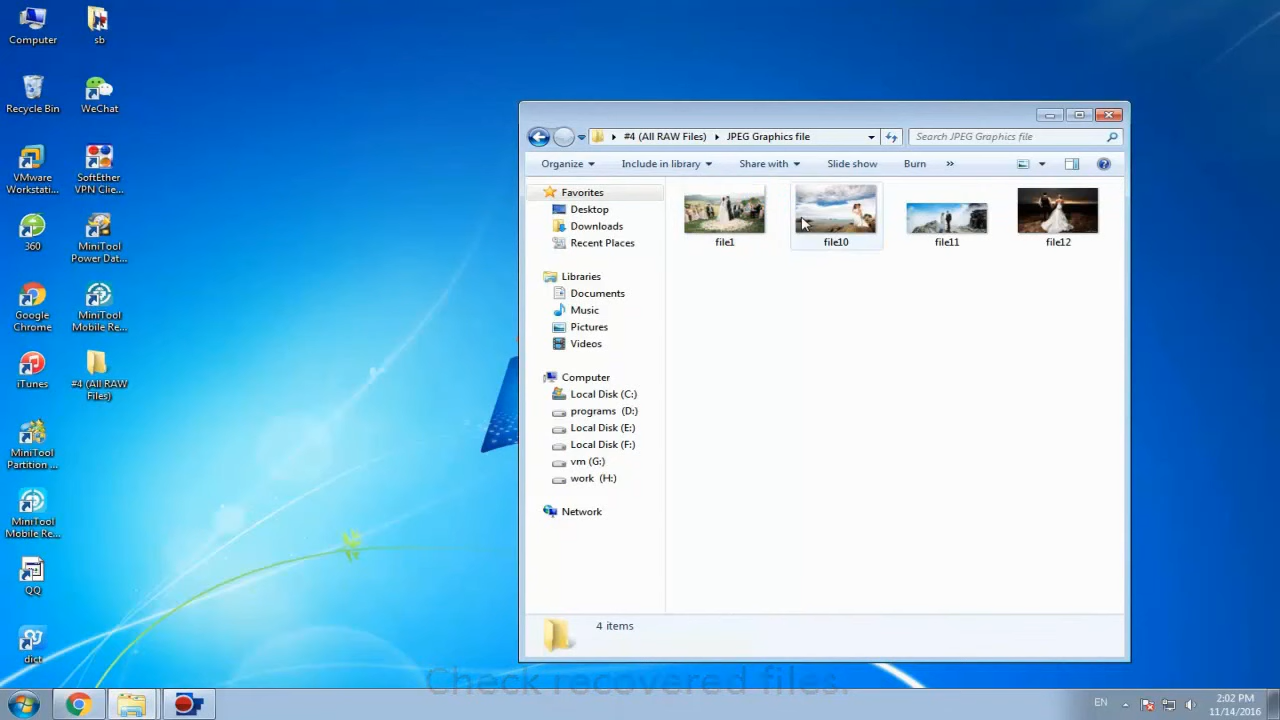 Computer
sb
Recycle Bin
WeChat
VMware
Workstati...
SoftEther
VPN Clie...
360
MiniTool
Power Dat...
Google
Chrome
MiniTool
Mobile Re...
iTunes
#4 (All RAW
Files)
MiniTool
Partition ...
MiniTool
Mobile Re...
QQ
dict
#4 (All RAW Files)
JPEG Graphics file
Search JPEG Graphics file
Organize
Include in library
Share with
Slide show
Burn
»
Favorites
Desktop
Downloads
Recent Places
Libraries
Documents
Music
Pictures
Videos
Computer
Local Disk (C:)
programs (D:)
Local Disk (E:)
Local Disk (F:)
vm (G:)
work (H:)
Network
file1
file10
file11
file12
4 items
Check recovered files.
EN
2:02 PM
11/14/2016